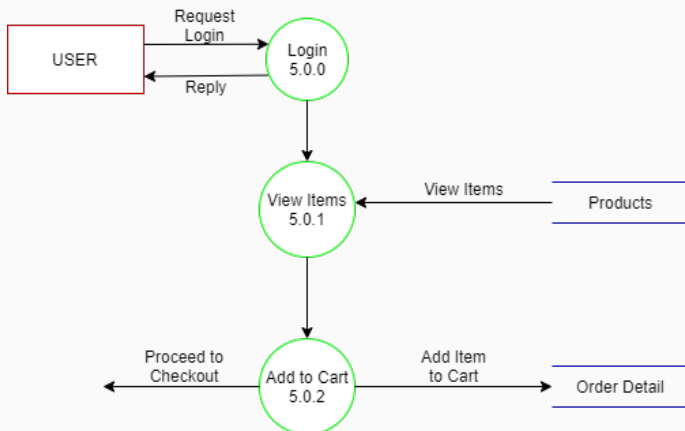 Request
Login
USER
Login
5.0.0
Reply
View Items
5.0.1
View Items
Products
Proceed to
Checkout
Add to Cart
5.0.2
Add Item
to Cart
Order Detail